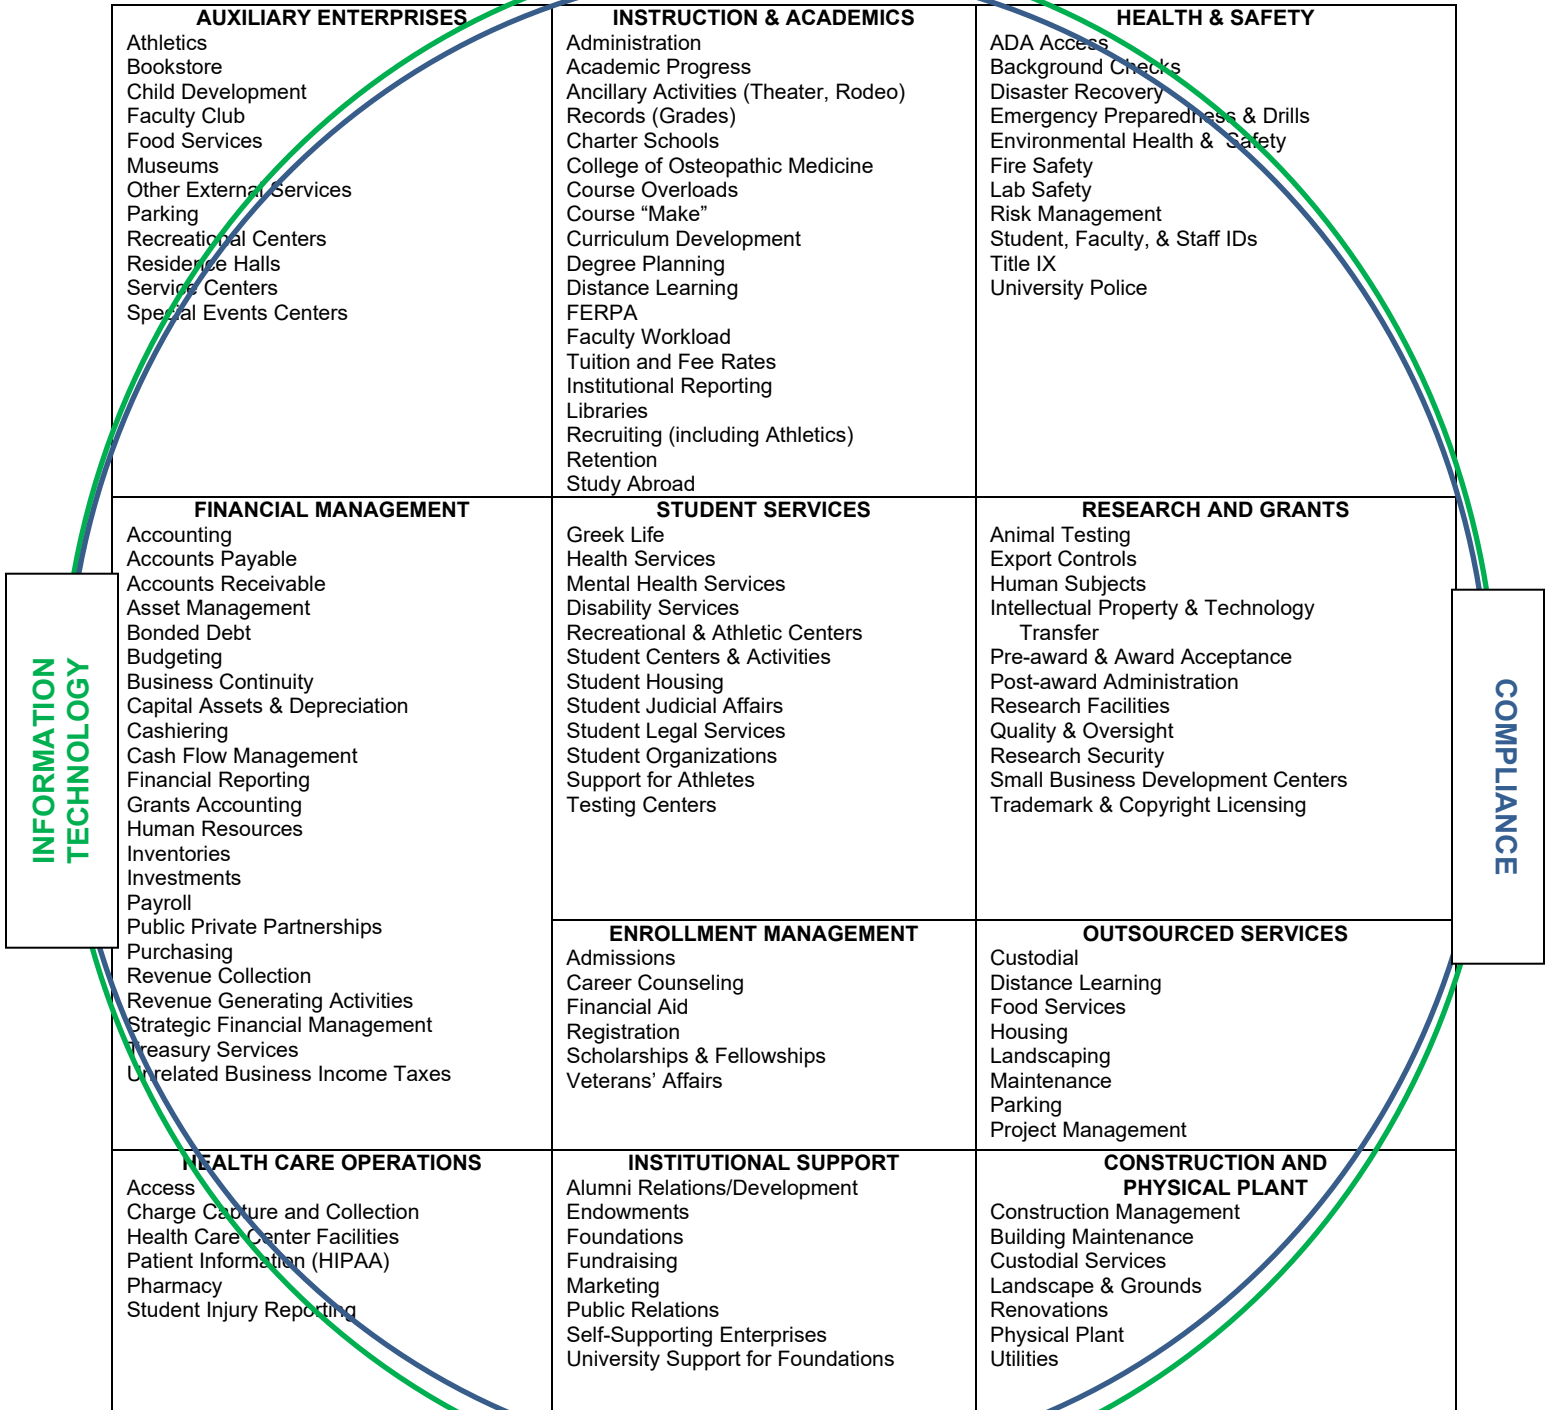 AUXILIARY ENTERPRISES
Athletics
Bookstore
Child Development
Faculty Club
Food Services
Museums
Other External Services
Parking
Recreational Centers
Residence Halls
Service Centers
Special Events Centers
INSTRUCTION & ACADEMICS
Administration
Academic Progress
Ancillary Activities (Theater, Rodeo)
Records (Grades)
Charter Schools
College of Osteopathic Medicine
Course Overloads
Course “Make”
Curriculum Development
Degree Planning
Distance Learning
FERPA
Faculty Workload
Tuition and Fee Rates
Institutional Reporting
Libraries
Recruiting (including Athletics)
Retention
Study Abroad
HEALTH & SAFETY
ADA Access
Background Checks
Disaster Recovery
Emergency Preparedness & Drills
Environmental Health & Safety
Fire Safety
Lab Safety
Risk Management
Student, Faculty, & Staff IDs
Title IX
University Police
INFORMATION
TECHNOLOGY
FINANCIAL MANAGEMENT
Accounting
Accounts Payable
Accounts Receivable
Asset Management
Bonded Debt
Budgeting
Business Continuity
Capital Assets & Depreciation
Cashiering
Cash Flow Management
Financial Reporting
Grants Accounting
Human Resources
Inventories
Investments
Payroll
Public Private Partnerships
Purchasing
Revenue Collection
Revenue Generating Activities
Strategic Financial Management
Treasury Services
Unrelated Business Income Taxes
STUDENT SERVICES
Greek Life
Health Services
Mental Health Services
Disability Services
Recreational & Athletic Centers
Student Centers & Activities
Student Housing
Student Judicial Affairs
Student Legal Services
Student Organizations
Support for Athletes
Testing Centers
RESEARCH AND GRANTS
Animal Testing
Export Controls
Human Subjects
Intellectual Property & Technology
Transfer
Pre-award & Award Acceptance
Post-award Administration
Research Facilities
Quality & Oversight
Research Security
Small Business Development Centers
Trademark & Copyright Licensing
COMPLIANCE
ENROLLMENT MANAGEMENT
Admissions
Career Counseling
Financial Aid
Registration
Scholarships & Fellowships
Veterans’ Affairs
OUTSOURCED SERVICES
Custodial
Distance Learning
Food Services
Housing
Landscaping
Maintenance
Parking
Project Management
HEALTH CARE OPERATIONS
Access
Charge Capture and Collection
Health Care Center Facilities
Patient Information (HIPAA)
Pharmacy
Student Injury Reporting
INSTITUTIONAL SUPPORT
Alumni Relations/Development
Endowments
Foundations
Fundraising
Marketing
Public Relations
Self-Supporting Enterprises
University Support for Foundations
CONSTRUCTION AND
PHYSICAL PLANT
Construction Management
Building Maintenance
Custodial Services
Landscape & Grounds
Renovations
Physical Plant
Utilities